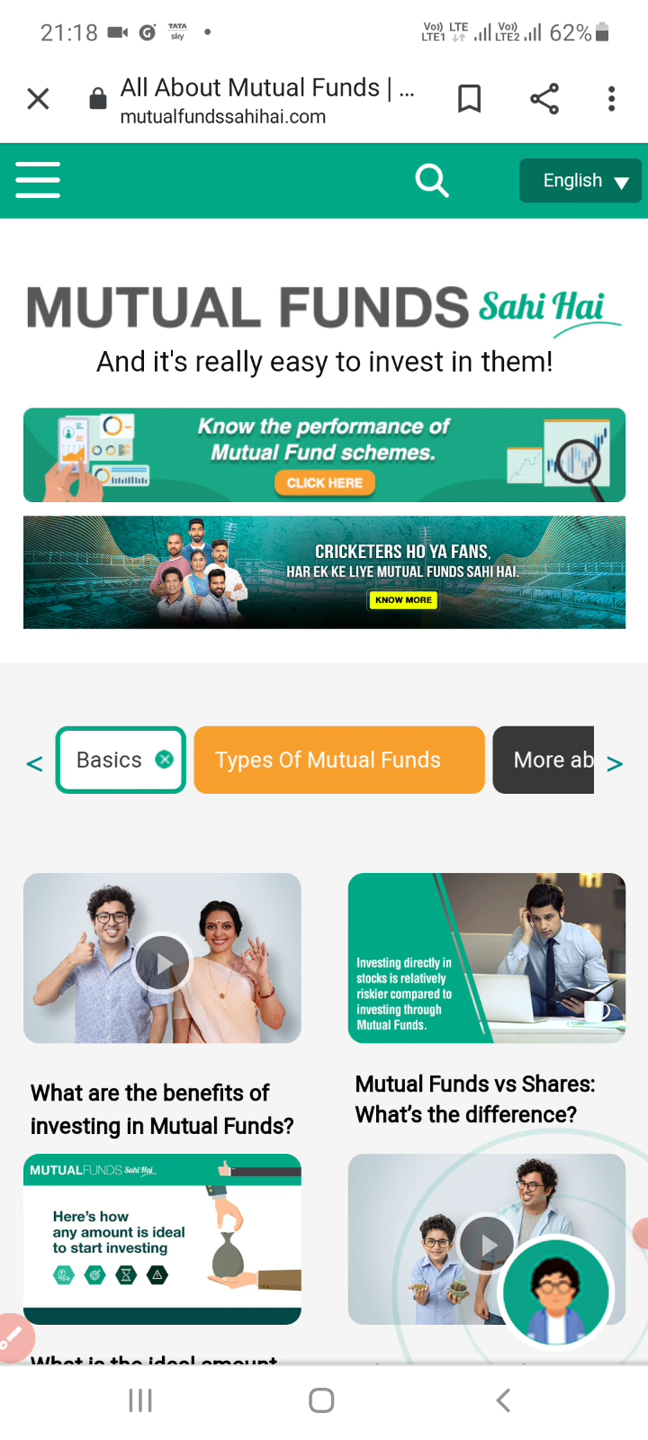 21:18 TATA sky Vo)) LTE LTE1 Vo)) LTE2 62%
All About Mutual Funds | ...
mutualfundssahihai.com
English
MUTUAL FUNDS Sahi Hai
And it's really easy to invest in them!
Know the performance of
Mutual Fund schemes.
CLICK HERE
CRICKETERS HO YA FANS,
HAR EK KE LIYE MUTUAL FUNDS SAHI HAI.
KNOW MORE
< Basics Types Of Mutual Funds More ab >
Investing directly in
stocks is relatively
riskier compared to
investing through
Mutual Funds.
What are the benefits of
investing in Mutual Funds?
Mutual Funds vs Shares:
What's the difference?
MUTUALFUNDS Sahi Hai
Here's how
any amount is ideal
to start investing
What is the ideal amount